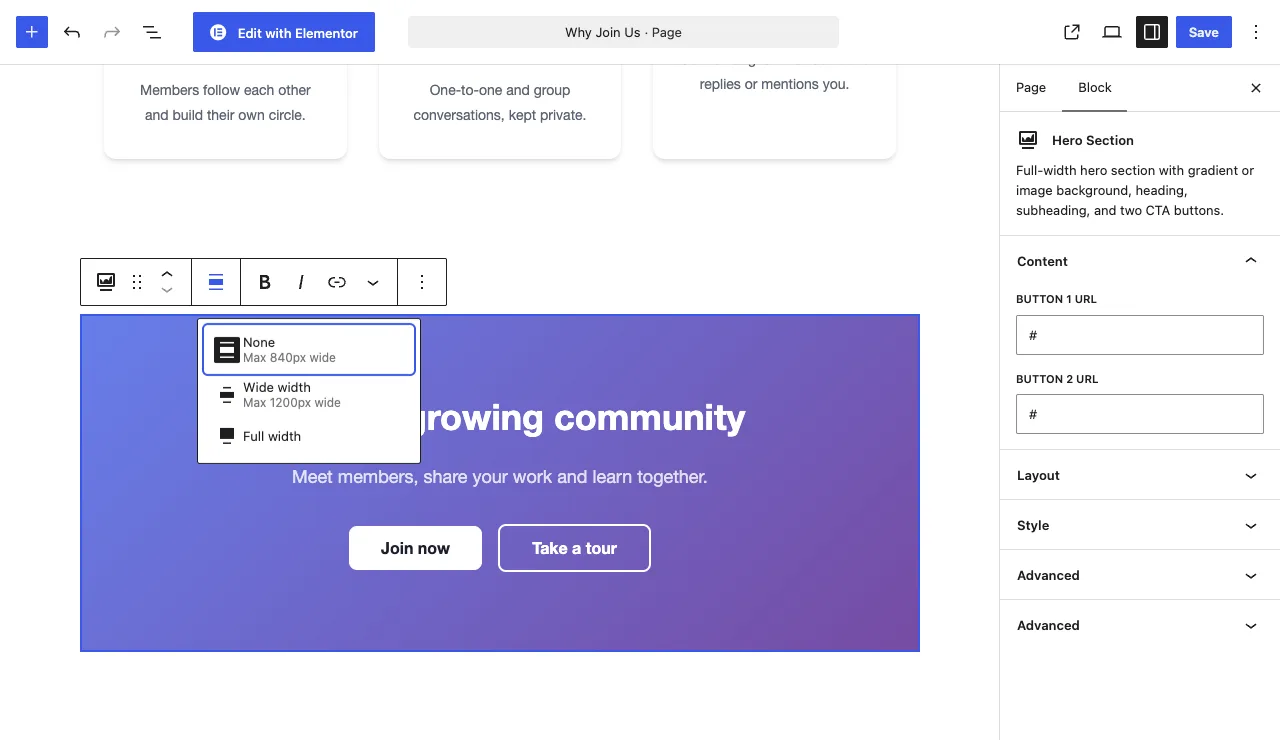 Edit with Elementor
Why Join Us · Page
Save
Members follow each other
and build their own circle.
One-to-one and group
conversations, kept private.
replies or mentions you.
B I
None
Max 840px wide
Wide width
Max 1200px wide
Full width
growing community
Meet members, share your work and learn together.
Join now
Take a tour
Page
Block
Hero Section
Full-width hero section with gradient or
image background, heading,
subheading, and two CTA buttons.
Content
BUTTON 1 URL
#
BUTTON 2 URL
#
Layout
Style
Advanced
Advanced